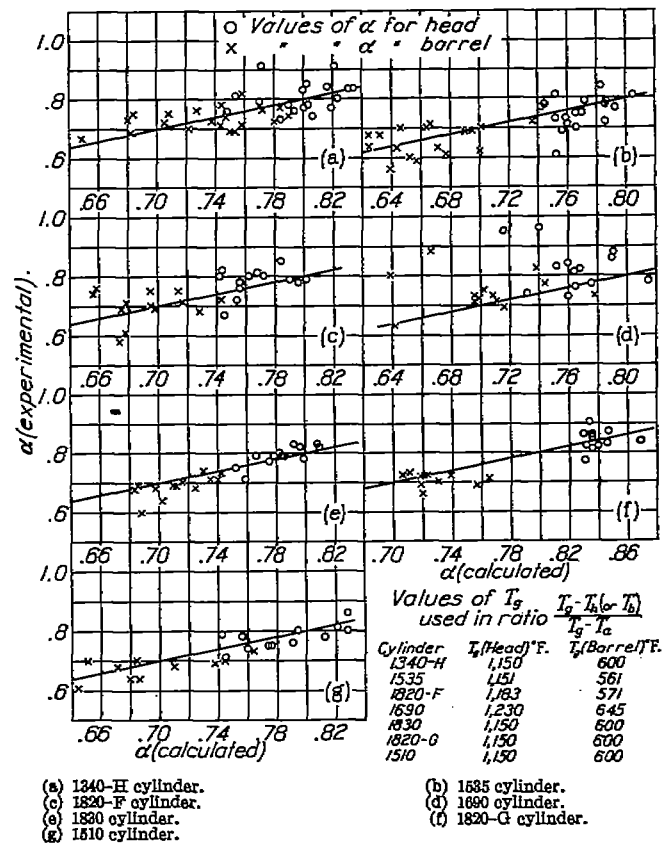 1.0
O Values of α for head
× " " α " barrel
.8
.6
(a)
(b)
.66 .70 .74 .78 .82
.64 .68 .72 .76 .80
1.0
.8
.6
(c)
(d)
.66 .70 .74 .78 .82
.64 .68 .72 .76 .80
α (experimental).
1.0
.8
.6
(e)
(f)
.66 .70 .74 .78 .82
.70 .74 .78 .82 .86
α (calculated)
1.0
.8
.6
(g)
.66 .70 .74 .78 .82
α (calculated)
Values of Tg
used in ratio Tg - Th (or Tb) / Tg - Ta
Cylinder Tg (Head) °F. Tg (Barrel) °F.
1340-H 1,150 600
1535 1,151 561
1820-F 1,183 571
1690 1,230 645
1830 1,150 600
1820-G 1,150 600
1510 1,150 600
(a) 1340-H cylinder.
(b) 1535 cylinder.
(c) 1820-F cylinder.
(d) 1690 cylinder.
(e) 1830 cylinder.
(f) 1820-G cylinder.
(g) 1510 cylinder.